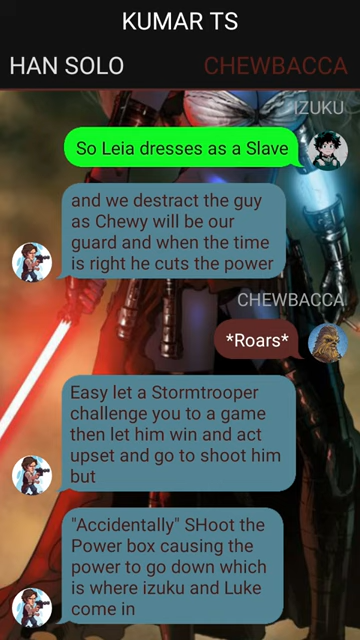 KUMAR TS
HAN SOLO CHEWBACCA
IZUKU
So Leia dresses as a Slave
and we destract the guy
as Chewy will be our
guard and when the time
is right he cuts the power
CHEWBACCA
*Roars*
Easy let a Stormtrooper
challenge you to a game
then let him win and act
upset and go to shoot him
but
"Accidentally" SHoot the
Power box causing the
power to go down which
is where izuku and Luke
come in